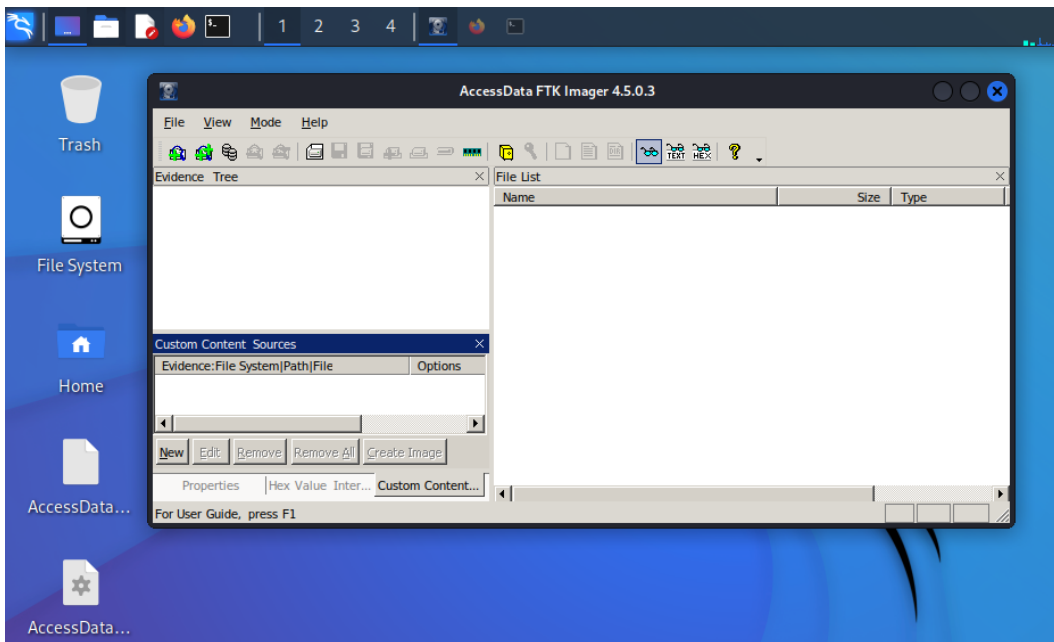 1 2 3 4
AccessData FTK Imager 4.5.0.3
File View Mode Help
TEXT HEX ?
Evidence Tree
File List
Name Size Type
Custom Content Sources
Evidence:File System|Path|File Options
New Edit Remove Remove All Create Image
Properties Hex Value Inter... Custom Content...
For User Guide, press F1
Trash
File System
Home
AccessData...
AccessData...